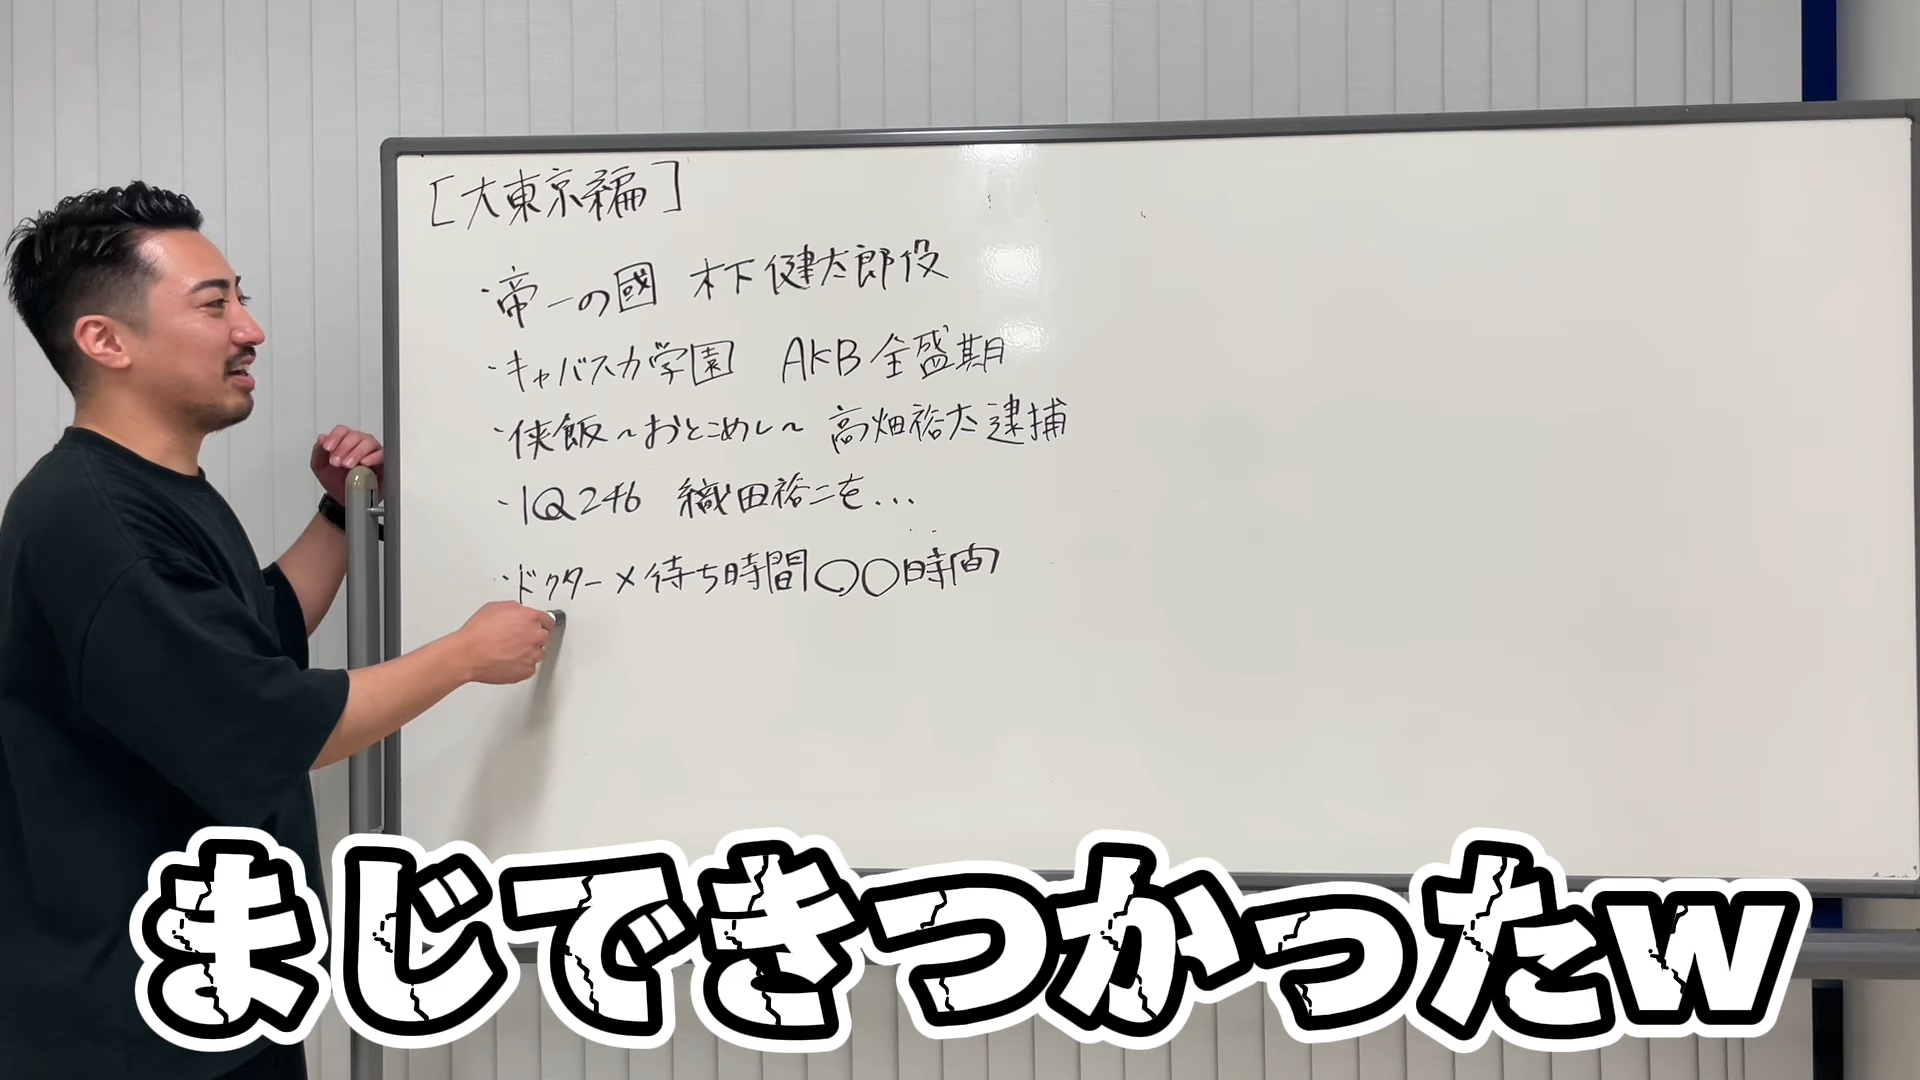 [大東京編]
・帝一の國 木下健太郎役
・キャバスカ学園 AKB全盛期
・侠飯～おとこめし～ 高畑裕太逮捕
・IQ246 織田裕二を...
・ドクターX 待ち時間〇〇時間
まじできつかったw